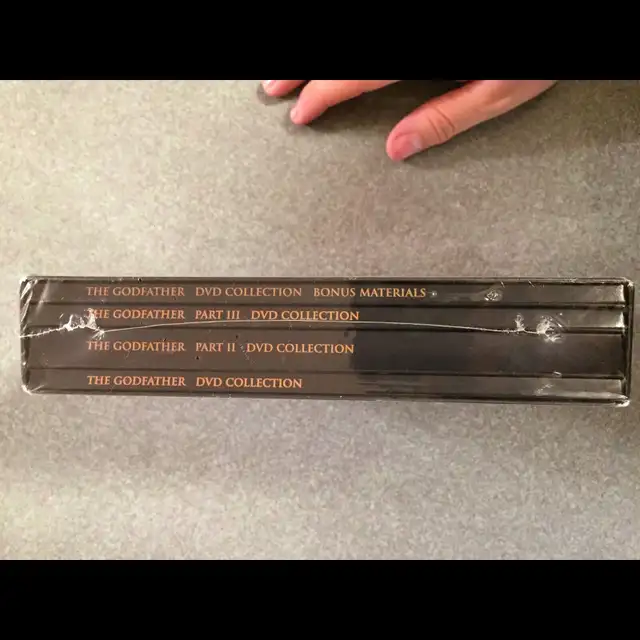 THE GODFATHER DVD COLLECTION BONUS MATERIALS
THE GODFATHER PART III DVD COLLECTION
THE GODFATHER PART II DVD COLLECTION
THE GODFATHER DVD COLLECTION